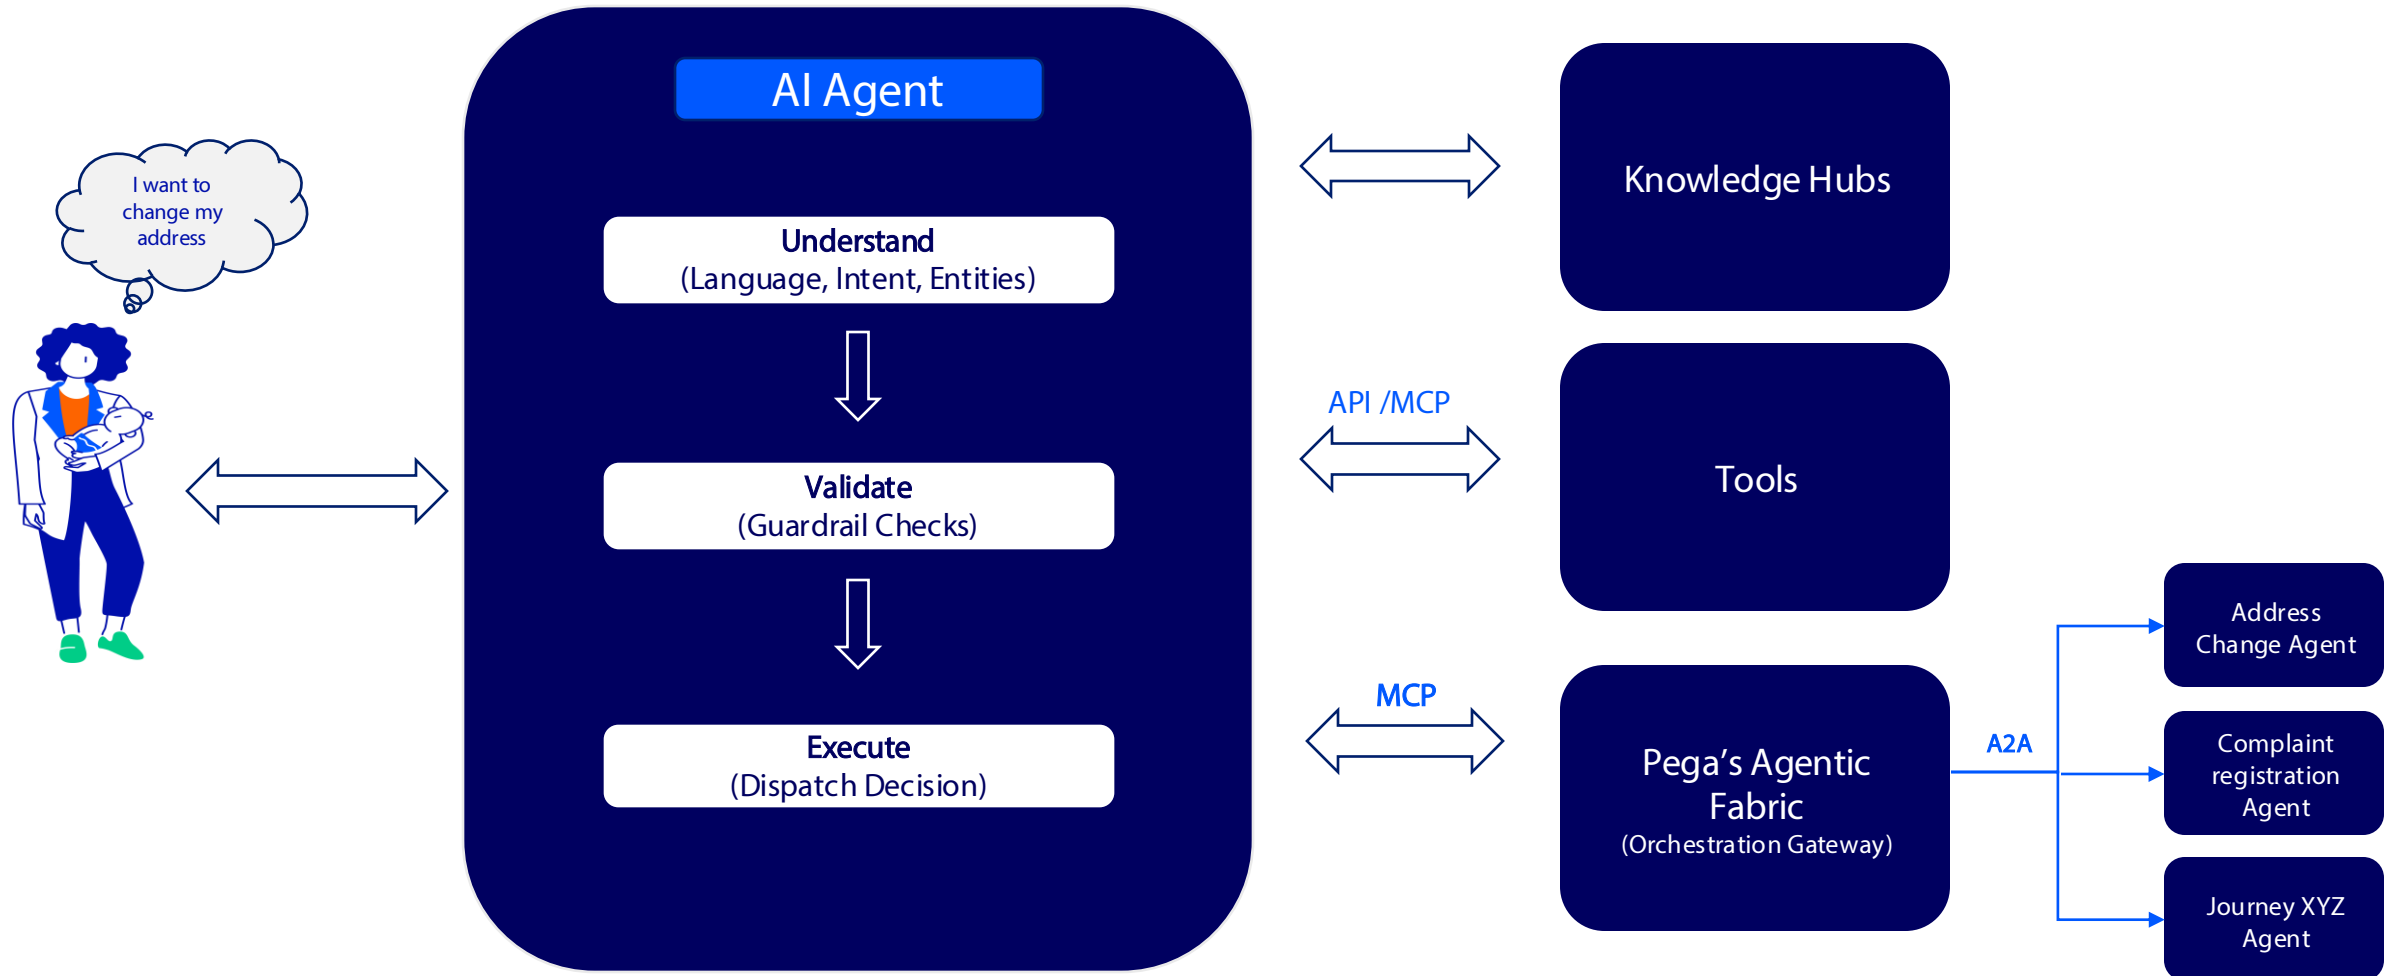 I want to
change my
address
AI Agent
Understand
(Language, Intent, Entities)
Validate
(Guardrail Checks)
Execute
(Dispatch Decision)
Knowledge Hubs
API /MCP
Tools
MCP
Pega’s Agentic
Fabric
(Orchestration Gateway)
A2A
Address
Change Agent
Complaint
registration
Agent
Journey XYZ
Agent